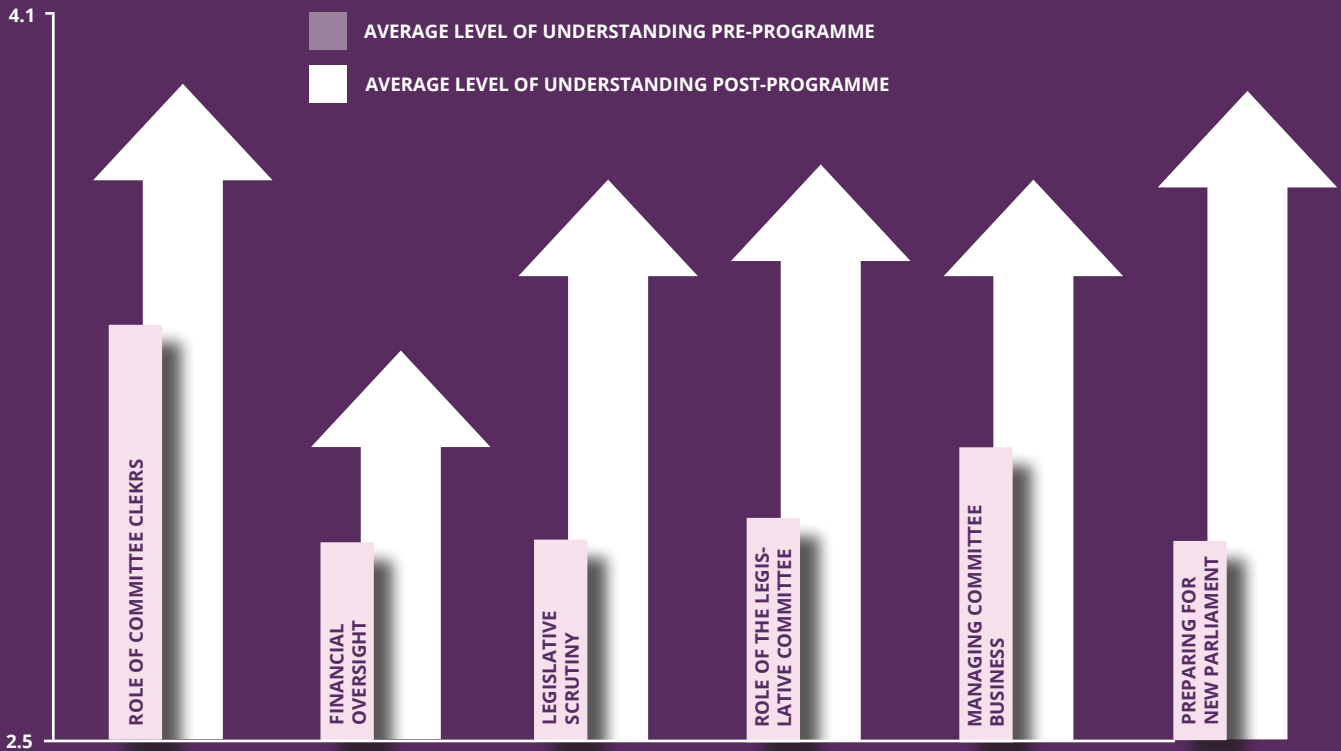 4.1
AVERAGE LEVEL OF UNDERSTANDING PRE-PROGRAMME
AVERAGE LEVEL OF UNDERSTANDING POST-PROGRAMME
ROLE OF COMMITTEE CLEKRS
FINANCIAL
OVERSIGHT
LEGISLATIVE
SCRUTINY
ROLE OF THE LEGIS-
LATIVE COMMITTEE
MANAGING COMMITTEE
BUSINESS
PREPARING FOR
NEW PARLIAMENT
2.5